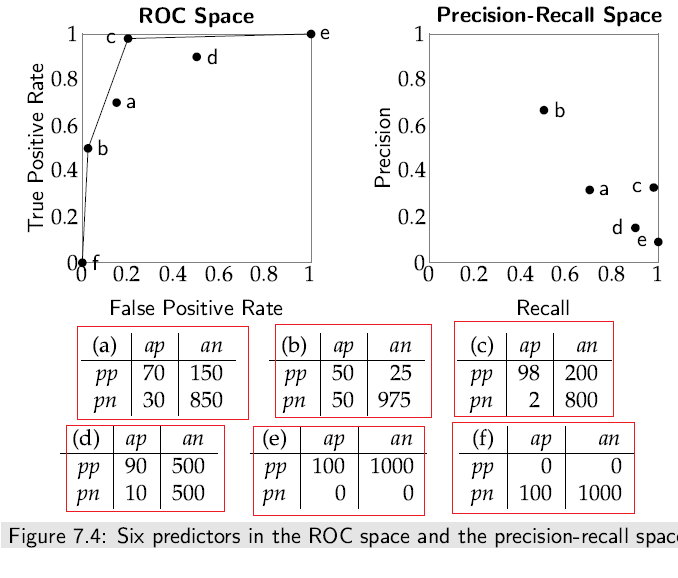 ROC Space
Precision-Recall Space
True Positive Rate
1
0.8
0.6
0.4
0.2
0
0.2 0.4 0.6 0.8 1
False Positive Rate
c
e
d
a
b
f
Precision
1
0.8
0.6
0.4
0.2
0
0 0.2 0.4 0.6 0.8 1
Recall
b
a
c
d
e
(a) ap an
pp 70 150
pn 30 850
(b) ap an
pp 50 25
pn 50 975
(c) ap an
pp 98 200
pn 2 800
(d) ap an
pp 90 500
pn 10 500
(e) ap an
pp 100 1000
pn 0 0
(f) ap an
pp 0 0
pn 100 1000
Figure 7.4: Six predictors in the ROC space and the precision-recall space